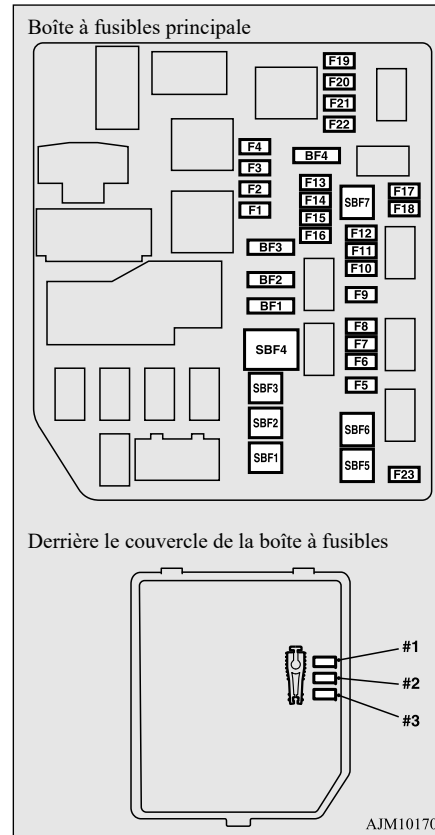 Boîte à fusibles principale
F19
F20
F21
F22
F4
F3
F2
F1
BF4
F13
F14
F15
F16
SBF7
F17
F18
BF3
BF2
BF1
F12
F11
F10
F9
SBF4
F8
F7
F6
F5
SBF3
SBF2
SBF1
SBF6
SBF5
F23
Derrière le couvercle de la boîte à fusibles
#1
#2
#3
AJM10170